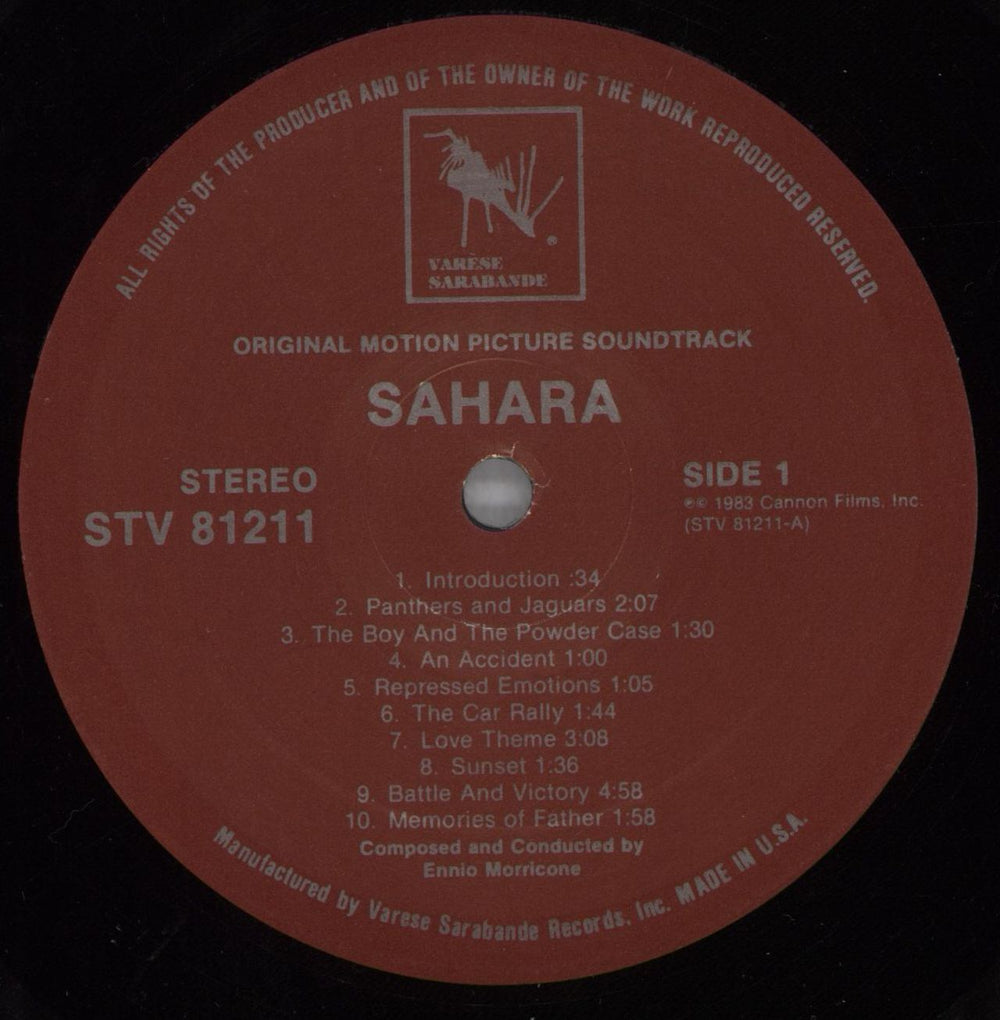 ALL RIGHTS OF THE PRODUCER AND OF THE OWNER OF THE WORK REPRODUCED RESERVED.
VARÈSE
SARABANDE
®
ORIGINAL MOTION PICTURE SOUNDTRACK
SAHARA
STEREO
STV 81211
SIDE 1
℗© 1983 Cannon Films, Inc.
(STV 81211-A)
1. Introduction :34
2. Panthers and Jaguars 2:07
3. The Boy And The Powder Case 1:30
4. An Accident 1:00
5. Repressed Emotions 1:05
6. The Car Rally 1:44
7. Love Theme 3:08
8. Sunset 1:36
9. Battle And Victory 4:58
10. Memories of Father 1:58
Composed and Conducted by
Ennio Morricone
Manufactured by Varese Sarabande Records, Inc. MADE IN U.S.A.